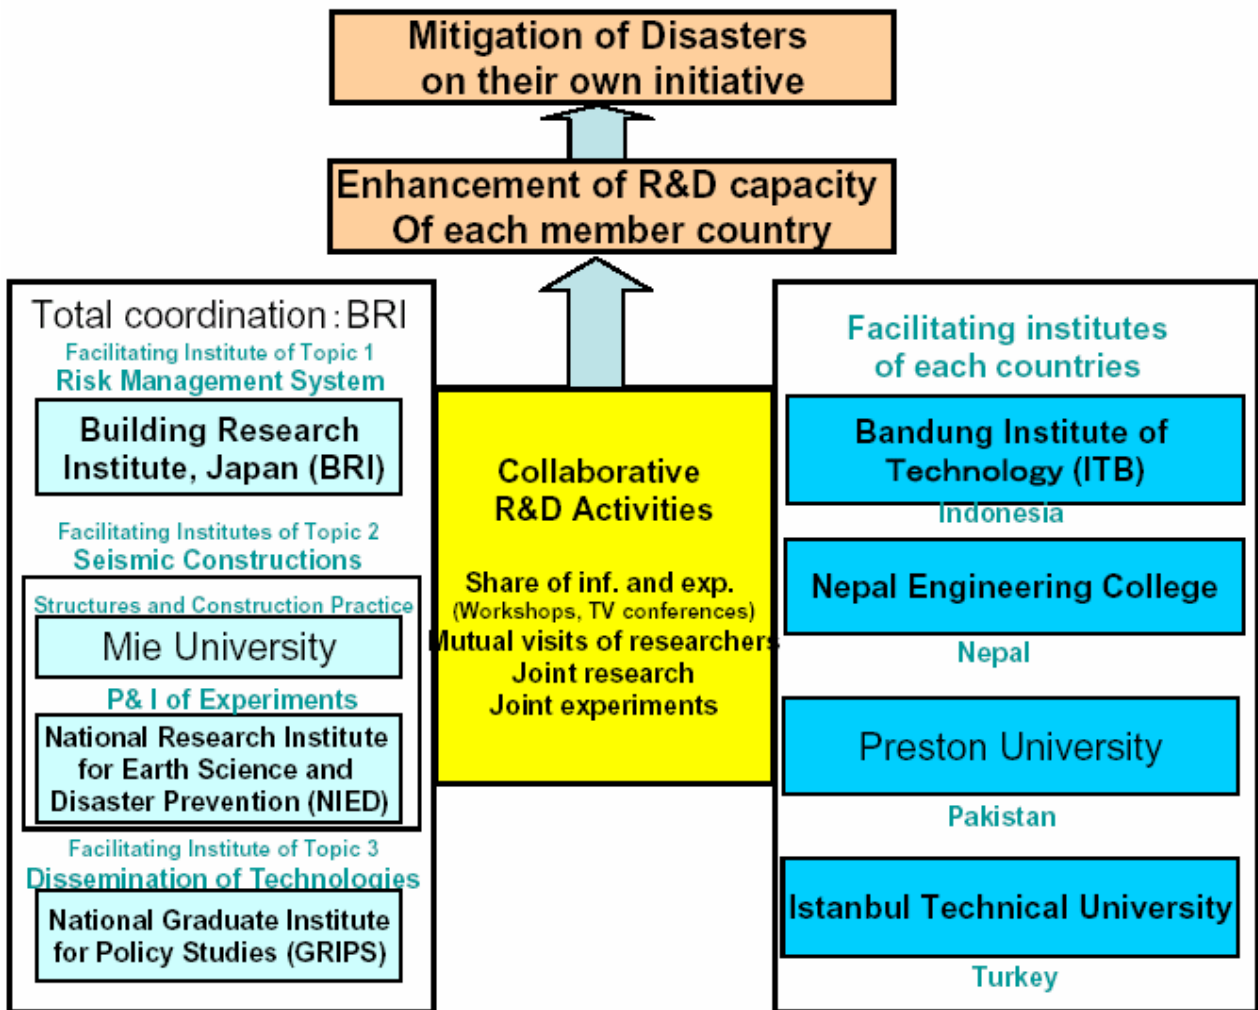 Mitigation of Disasters
on their own initiative
Enhancement of R&D capacity
Of each member country
Total coordination：BRI
Facilitating Institute of Topic 1
Risk Management System
Building Research
Institute, Japan (BRI)
Facilitating Institutes of Topic 2
Seismic Constructions
Structures and Construction Practice
Mie University
P& I of Experiments
National Research Institute
for Earth Science and
Disaster Prevention (NIED)
Facilitating Institute of Topic 3
Dissemination of Technologies
National Graduate Institute
for Policy Studies (GRIPS)
Collaborative
R&D Activities
Share of inf. and exp.
(Workshops, TV conferences)
Mutual visits of researchers
Joint research
Joint experiments
Facilitating institutes
of each countries
Bandung Institute of
Technology (ITB)
Indonesia
Nepal Engineering College
Nepal
Preston University
Pakistan
Istanbul Technical University
Turkey